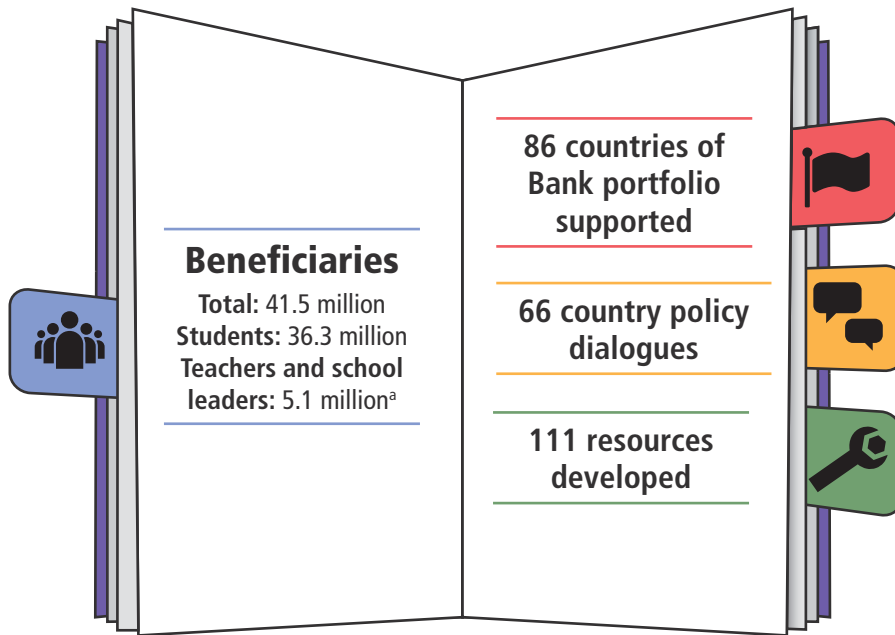 Beneficiaries
Total: 41.5 million
Students: 36.3 million
Teachers and school
leaders: 5.1 millionᵃ
86 countries of
Bank portfolio
supported
66 country policy
dialogues
111 resources
developed